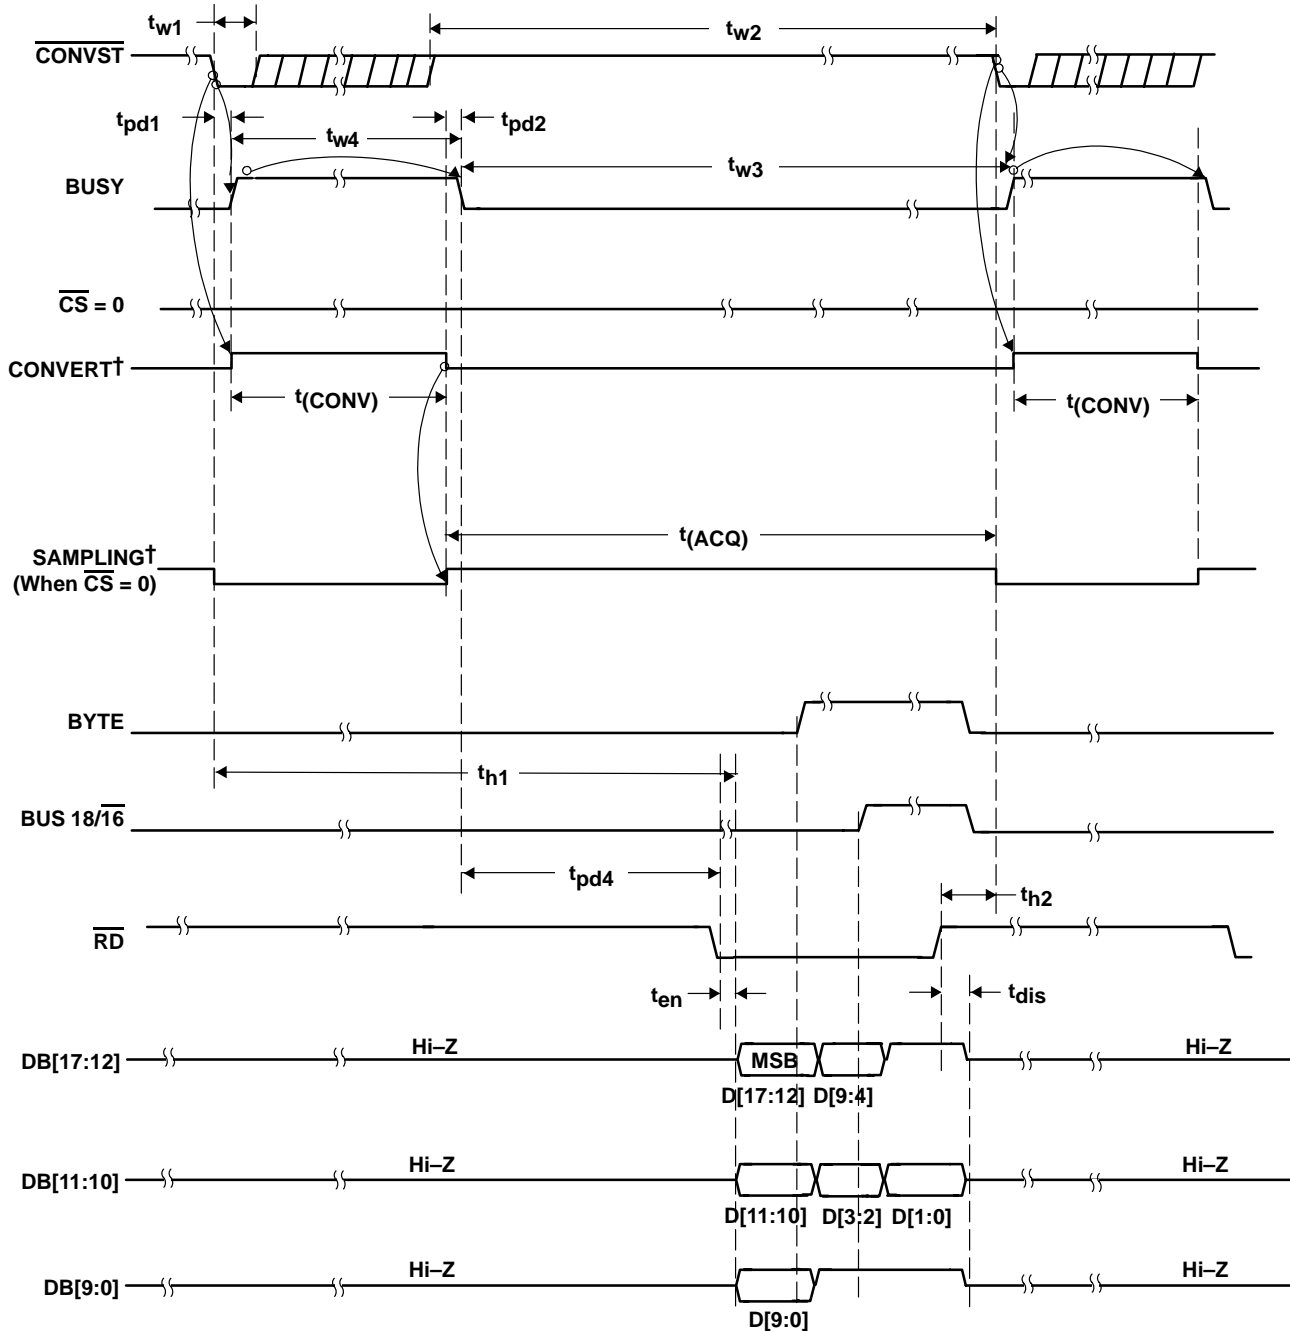 tw1
tw2
CONVST
tpd1
tw4
tpd2
tw3
BUSY
CS = 0
CONVERT†
t(CONV)
t(CONV)
t(ACQ)
SAMPLING†
(When CS = 0)
BYTE
th1
BUS 18/16
tpd4
th2
RD
ten
tdis
Hi–Z
Hi–Z
DB[17:12]
MSB
D[17:12] D[9:4]
Hi–Z
Hi–Z
DB[11:10]
D[11:10] D[3:2] D[1:0]
Hi–Z
Hi–Z
DB[9:0]
D[9:0]